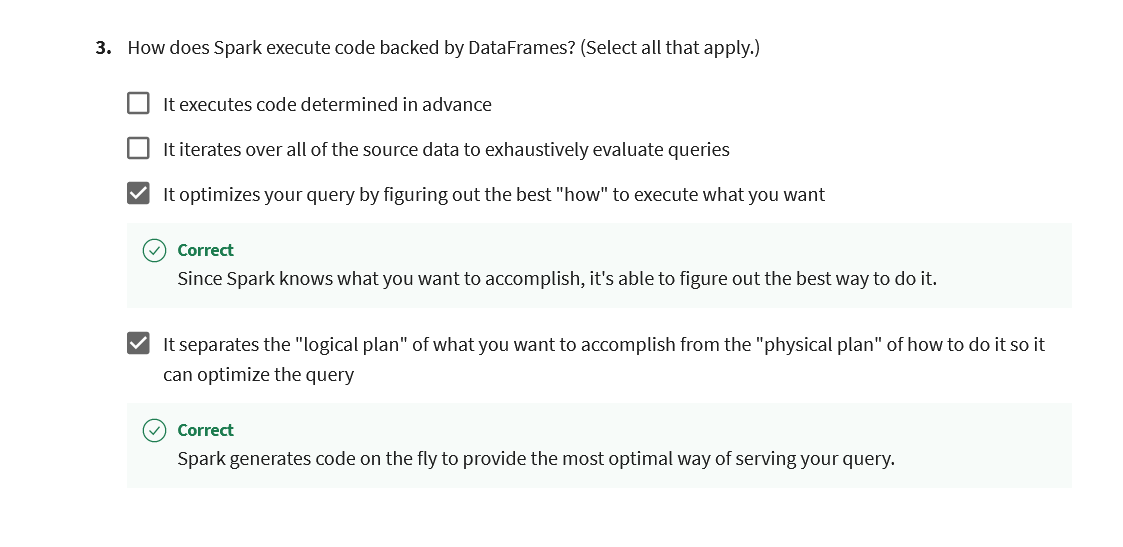 3. How does Spark execute code backed by DataFrames? (Select all that apply.)
It executes code determined in advance
It iterates over all of the source data to exhaustively evaluate queries
It optimizes your query by figuring out the best "how" to execute what you want
Correct
Since Spark knows what you want to accomplish, it's able to figure out the best way to do it.
It separates the "logical plan" of what you want to accomplish from the "physical plan" of how to do it so it
can optimize the query
Correct
Spark generates code on the fly to provide the most optimal way of serving your query.